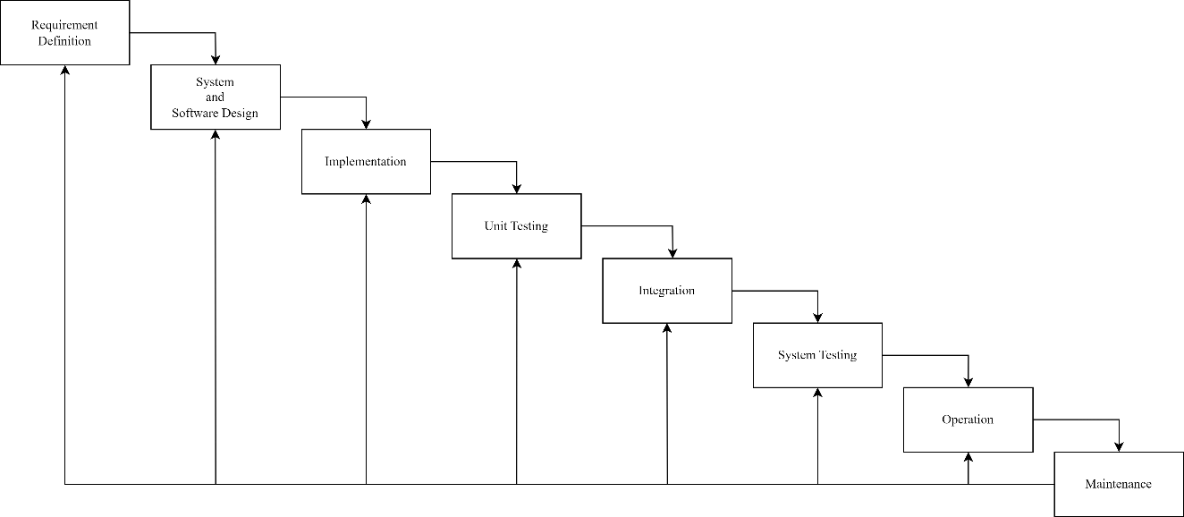 Requirement
Definition
System
and
Software Design
Implementation
Unit Testing
Integration
System Testing
Operation
Maintenance